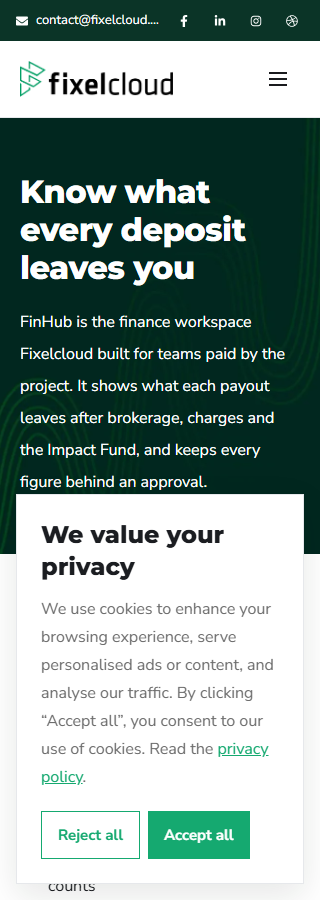 contact@fixelcloud....
fixelcloud
Know what
every deposit
leaves you
FinHub is the finance workspace
Fixelcloud built for teams paid by the
project. It shows what each payout
leaves after brokerage, charges and
the Impact Fund, and keeps every
figure behind an approval.
We value your
privacy
We use cookies to enhance your
browsing experience, serve
personalised ads or content, and
analyse our traffic. By clicking
“Accept all”, you consent to our
use of cookies. Read the privacy
policy.
Reject all Accept all
counts